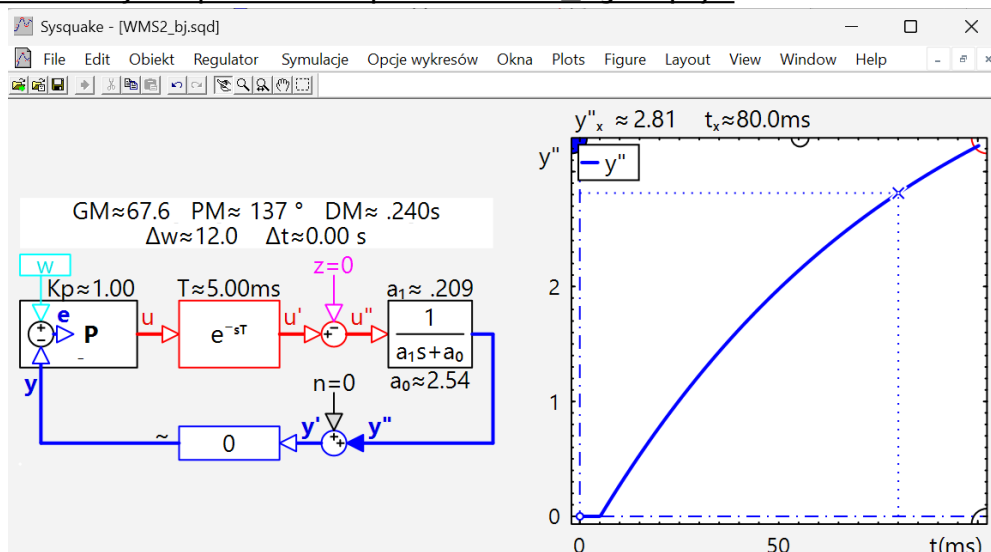 Sysquake - [WMS2_bj.sqd]
File Edit Obiekt Regulator Symulacje Opcje wykresów Okna Plots Figure Layout View Window Help
y"ₓ ≈ 2.81 tₓ≈80.0ms
y"
y"
GM≈67.6 PM≈ 137 ° DM≈ .240s
Δw≈12.0 Δt≈0.00 s
w
z=0
Kp≈1.00 T≈5.00ms a₁≈ .209
e
P
u
e⁻ˢᵀ
u'
u"
1
a₁s+a₀
a₀≈2.54
y
n=0
~
0
y'
y"
2
1
0
0 50 t(ms)